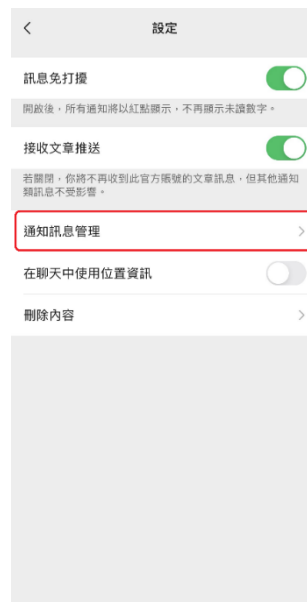 設定
訊息免打擾
開啟後，所有通知將以紅點顯示，不再顯示未讀數字。
接收文章推送
若關閉，你將不再收到此官方賬號的文章訊息，但其他通知
類訊息不受影響。
通知訊息管理
在聊天中使用位置資訊
刪除內容